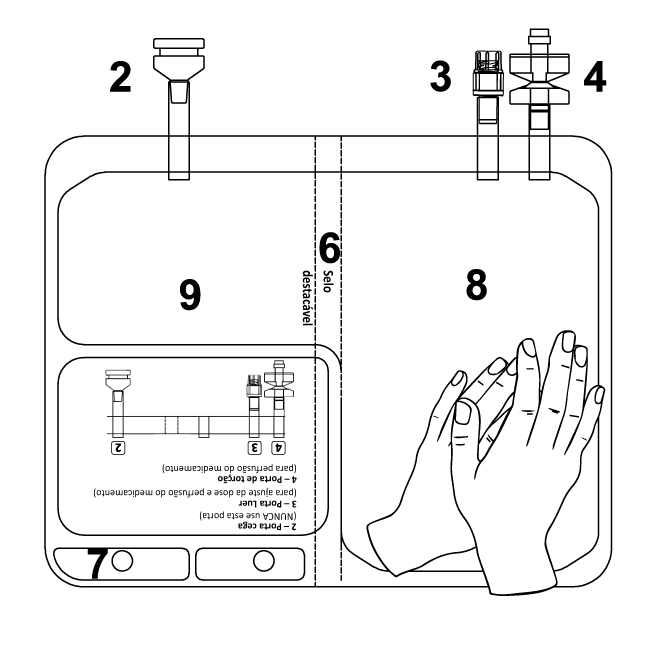 2
3
4
6
Selo
destacável
9
8
2 – Porta cega
(NUNCA use esta porta)
3 – Porta Luer
(para ajuste da dose e perfusão do medicamento)
4 – Porta de torção
(para perfusão do medicamento)
4 3 2
7